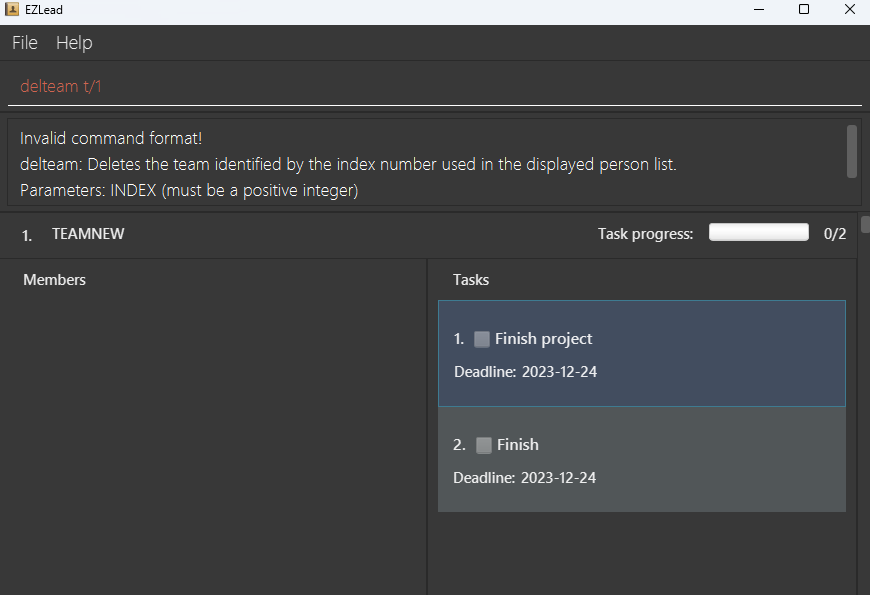 EZLead
File Help
delteam t/1
Invalid command format!
delteam: Deletes the team identified by the index number used in the displayed person list.
Parameters: INDEX (must be a positive integer)
1. TEAMNEW Task progress: 0/2
Members Tasks
1. Finish project
Deadline: 2023-12-24
2. Finish
Deadline: 2023-12-24